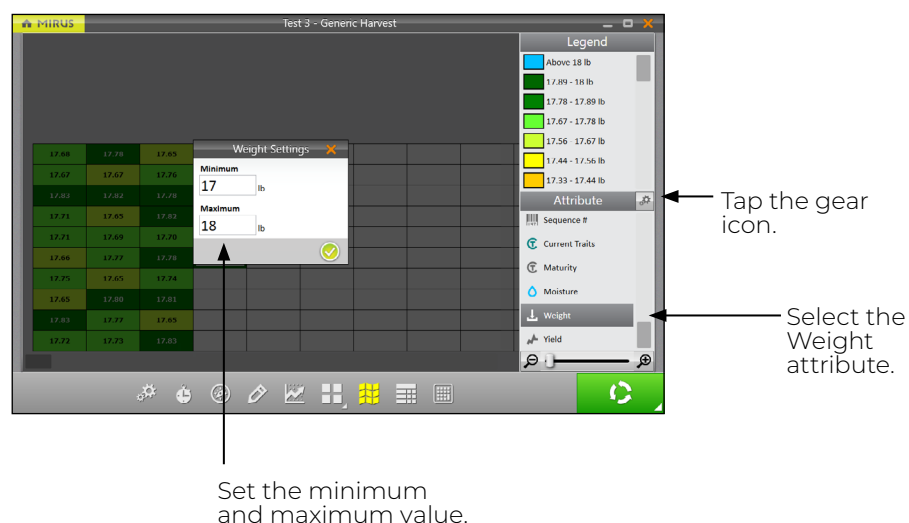 MIRUS
Test 3 - Generic Harvest
Legend
Above 18 lb
17.89 - 18 lb
17.78 - 17.89 lb
17.67 - 17.78 lb
17.56 - 17.67 lb
17.44 - 17.56 lb
17.33 - 17.44 lb
Weight Settings
Minimum
17 lb
Maximum
18 lb
17.68 17.78 17.65
17.67 17.67 17.76
17.83 17.82 17.78
17.71 17.65 17.82
17.71 17.69 17.70
17.66 17.77 17.78
17.75 17.65 17.74
17.65 17.80 17.81
17.83 17.77 17.65
17.72 17.73 17.83
Attribute
Sequence #
Current Traits
Maturity
Moisture
Weight
Yield
Tap the gear
icon.
Select the
Weight
attribute.
Set the minimum
and maximum value.